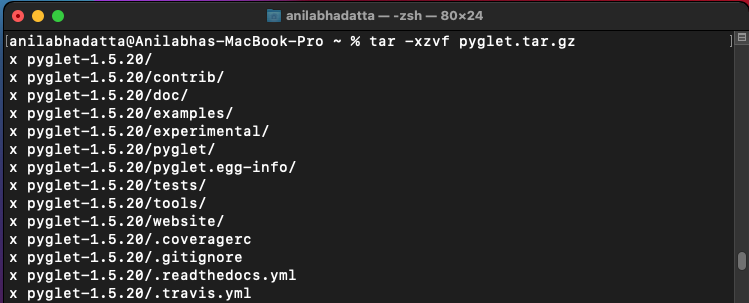 anilabhadatta — -zsh — 80×24
[anilabhadatta@Anilabhas-MacBook-Pro ~ % tar -xzvf pyglet.tar.gz ]
x pyglet-1.5.20/
x pyglet-1.5.20/contrib/
x pyglet-1.5.20/doc/
x pyglet-1.5.20/examples/
x pyglet-1.5.20/experimental/
x pyglet-1.5.20/pyglet/
x pyglet-1.5.20/pyglet.egg-info/
x pyglet-1.5.20/tests/
x pyglet-1.5.20/tools/
x pyglet-1.5.20/website/
x pyglet-1.5.20/.coveragerc
x pyglet-1.5.20/.gitignore
x pyglet-1.5.20/.readthedocs.yml
x pyglet-1.5.20/.travis.yml